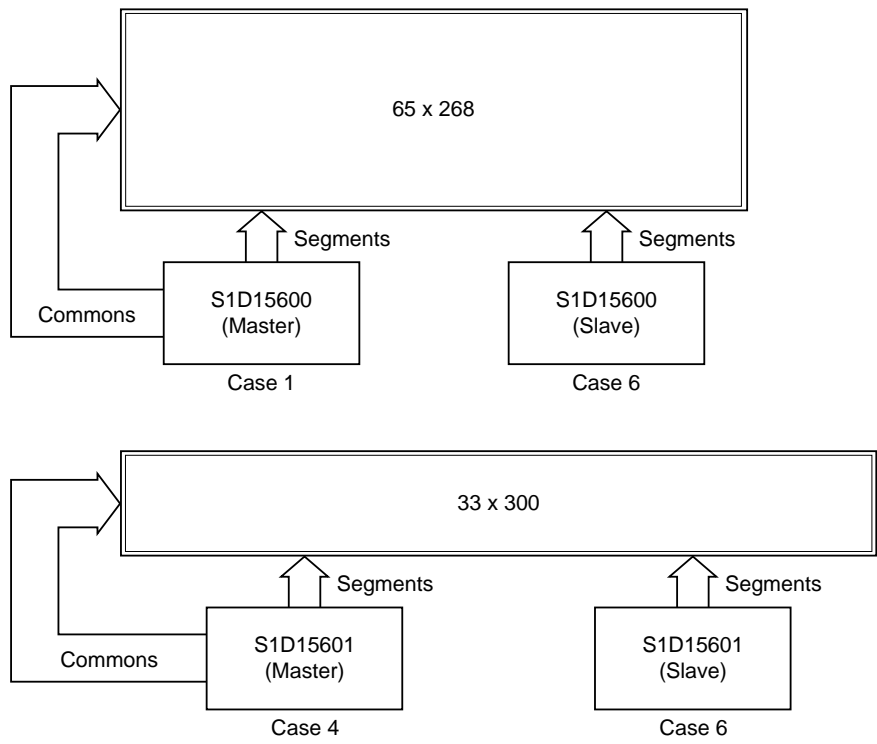 65 x 268
Segments
Segments
S1D15600
(Master)
S1D15600
(Slave)
Commons
Case 1
Case 6
33 x 300
Segments
Segments
S1D15601
(Master)
S1D15601
(Slave)
Commons
Case 4
Case 6